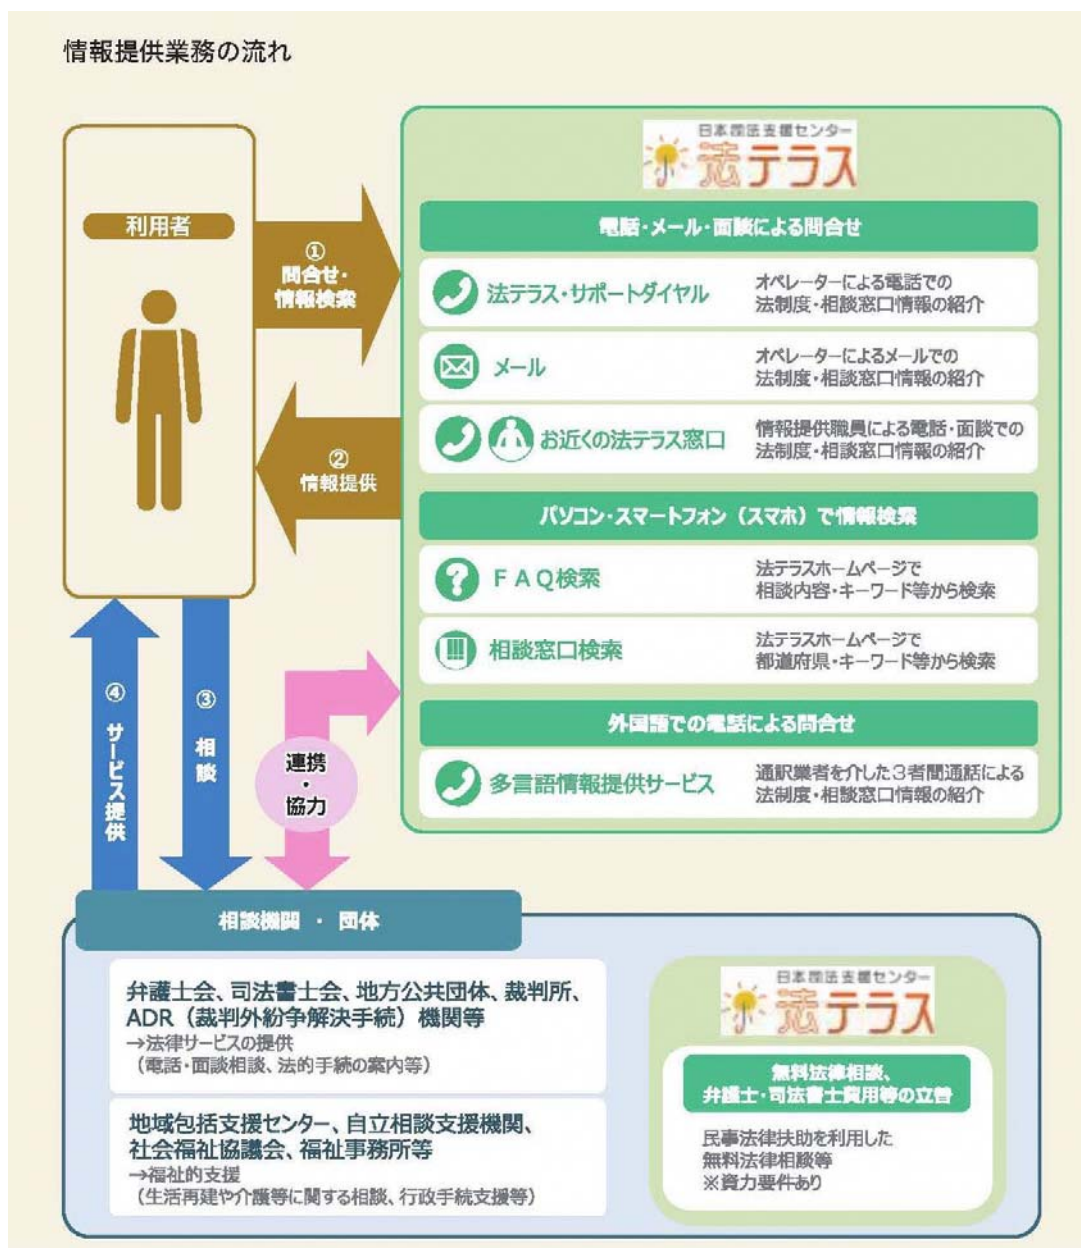 情報提供業務の流れ
利用者
①
問合せ・
情報検索
②
情報提供
日本司法支援センター
法テラス
電話・メール・面談による問合せ
法テラス・サポートダイヤル
オペレーターによる電話での
法制度・相談窓口情報の紹介
メール
オペレーターによるメールでの
法制度・相談窓口情報の紹介
お近くの法テラス窓口
情報提供職員による電話・面談での
法制度・相談窓口情報の紹介
パソコン・スマートフォン（スマホ）で情報検索
ＦＡＱ検索
法テラスホームページで
相談内容・キーワード等から検索
相談窓口検索
法テラスホームページで
都道府県・キーワード等から検索
外国語での電話による問合せ
多言語情報提供サービス
通訳業者を介した３者間通話による
法制度・相談窓口情報の紹介
④ サービス提供
③ 相談
連携
・
協力
相談機関 ・ 団体
弁護士会、司法書士会、地方公共団体、裁判所、
ADR（裁判外紛争解決手続）機関等
→法律サービスの提供
（電話・面談相談、法的手続の案内等）
地域包括支援センター、自立相談支援機関、
社会福祉協議会、福祉事務所等
→福祉的支援
（生活再建や介護等に関する相談、行政手続支援等）
日本司法支援センター
法テラス
無料法律相談、
弁護士・司法書士費用等の立替
民事法律扶助を利用した
無料法律相談等
※資力要件あり